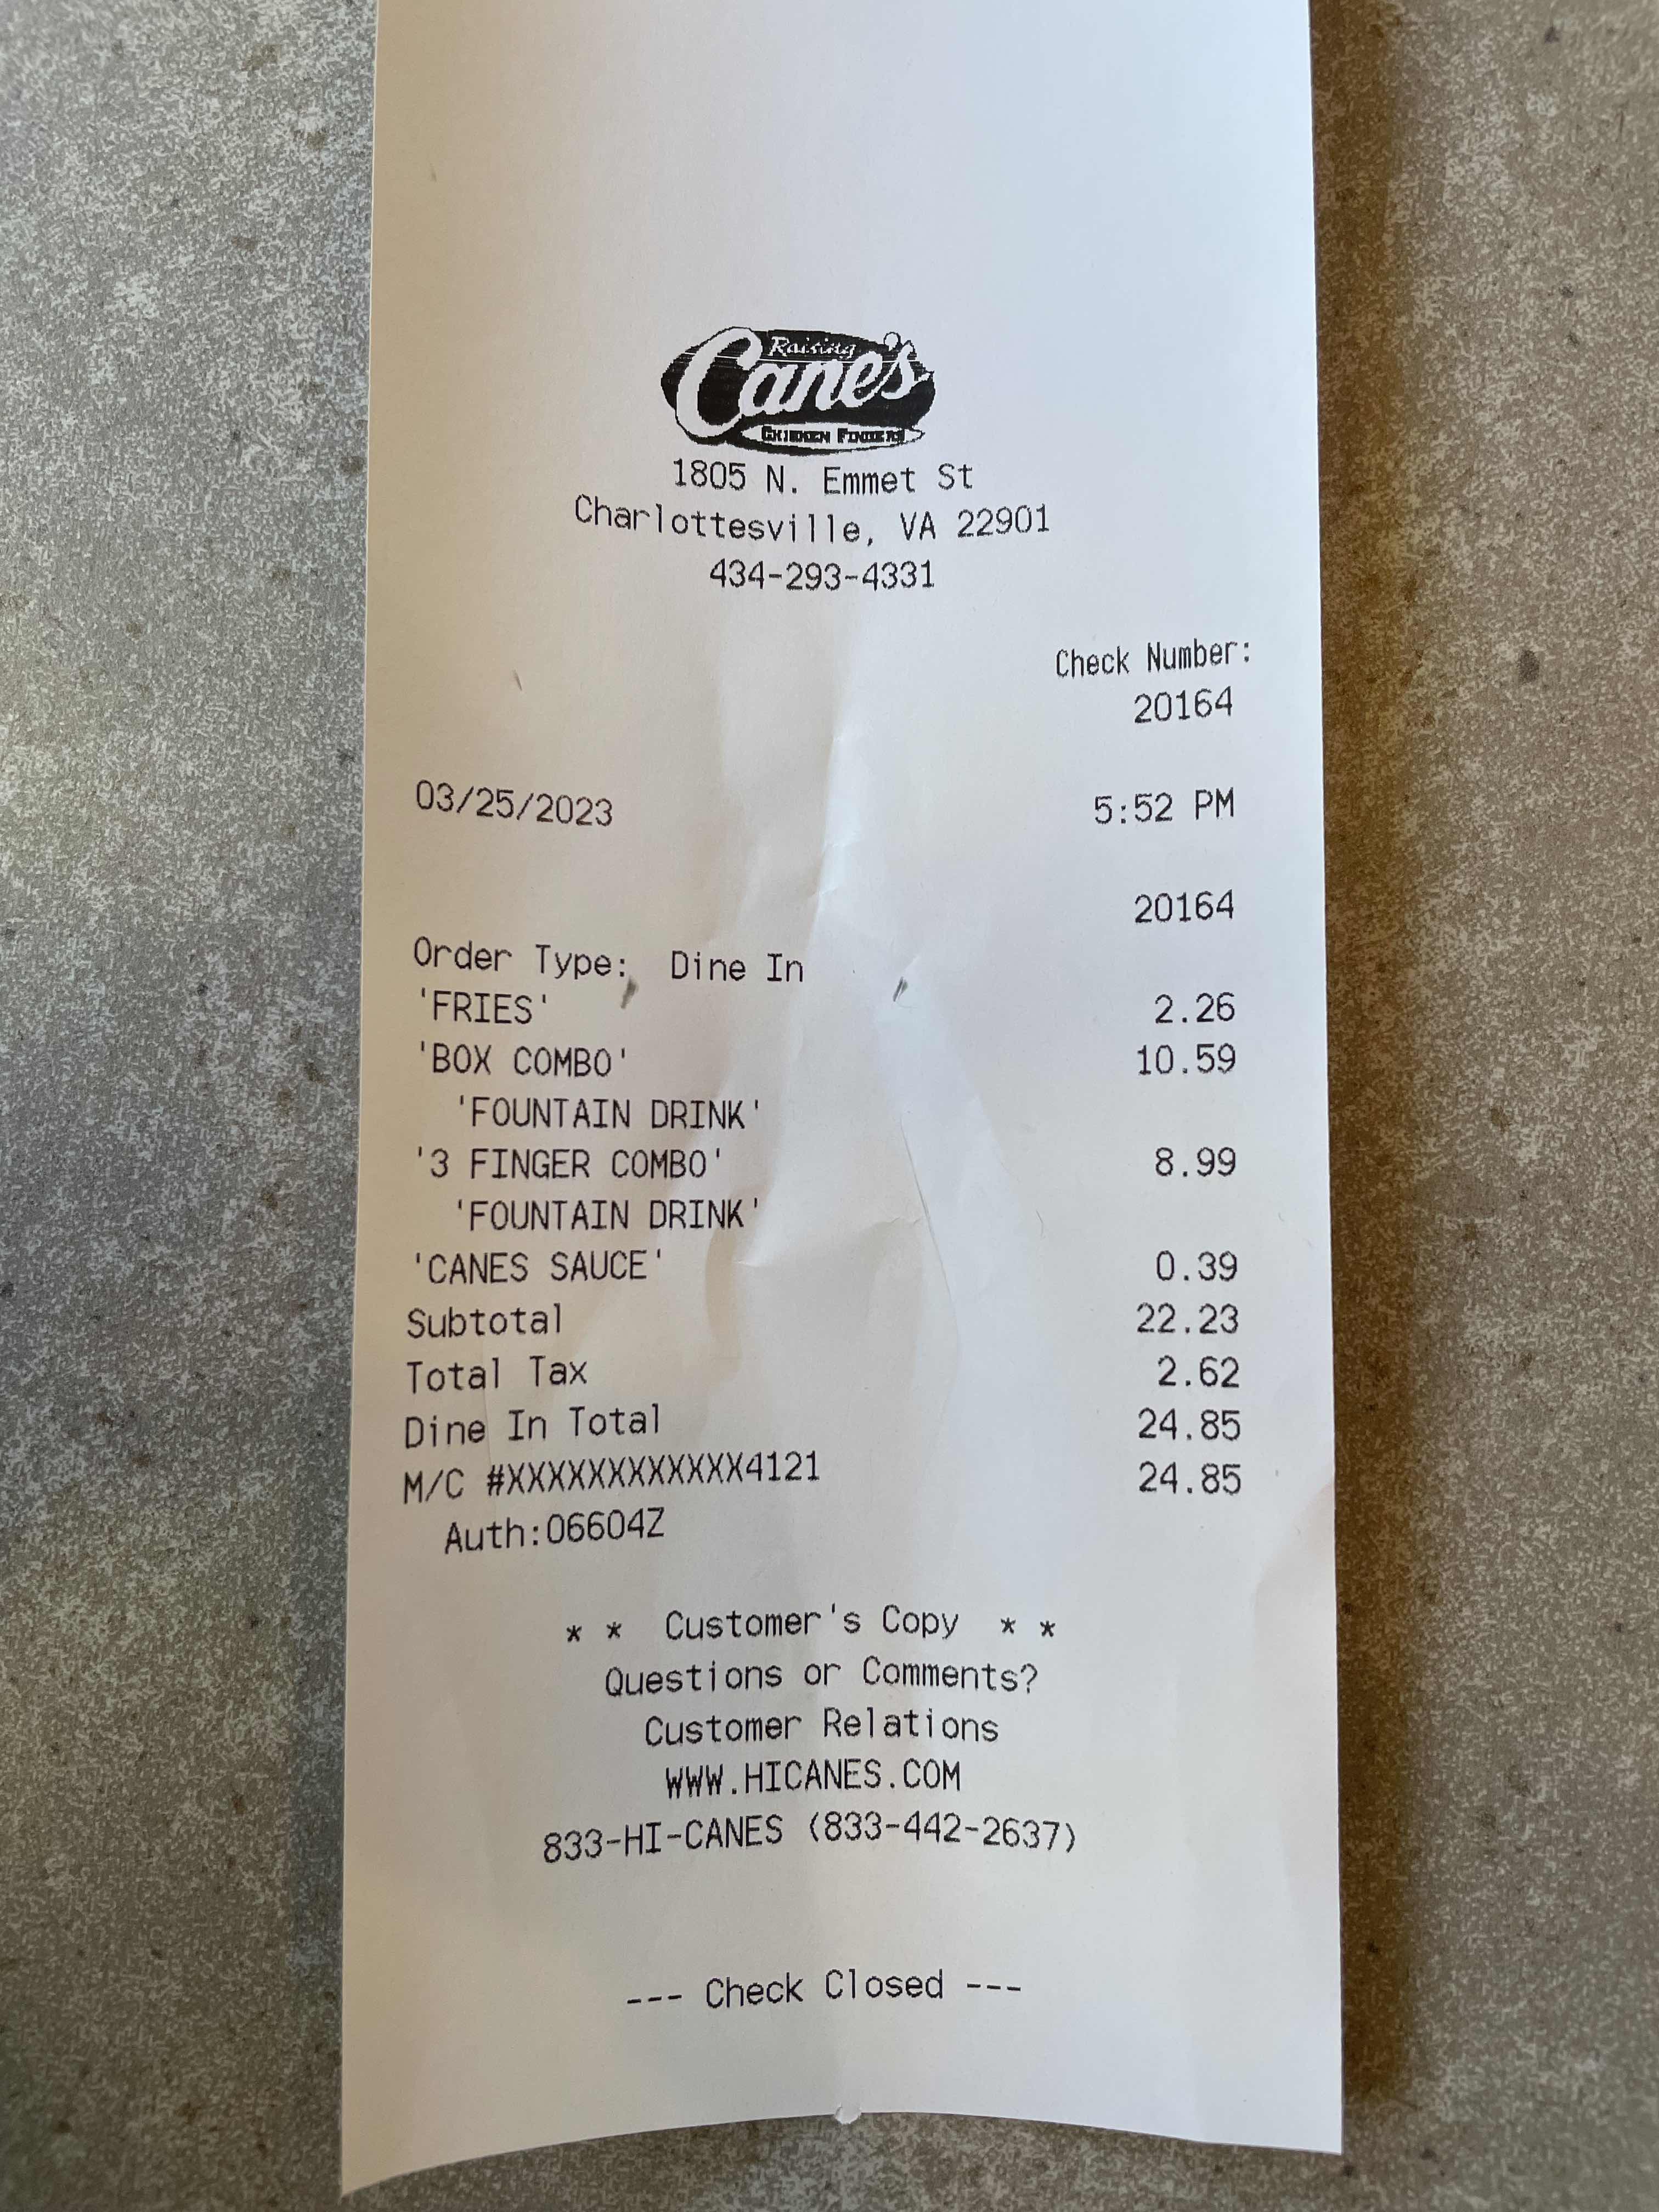 Raising
Cane's
CHICKEN FINGERS
1805 N. Emmet St
Charlottesville, VA 22901
434-293-4331
Check Number:
20164
03/25/2023 5:52 PM
20164
Order Type: Dine In
'FRIES' 2.26
'BOX COMBO' 10.59
'FOUNTAIN DRINK'
'3 FINGER COMBO' 8.99
'FOUNTAIN DRINK'
'CANES SAUCE' 0.39
Subtotal 22.23
Total Tax 2.62
Dine In Total 24.85
M/C #XXXXXXXXXXXX4121 24.85
Auth:06604Z
* * Customer's Copy * *
Questions or Comments?
Customer Relations
WWW.HICANES.COM
833-HI-CANES (833-442-2637)
--- Check Closed ---